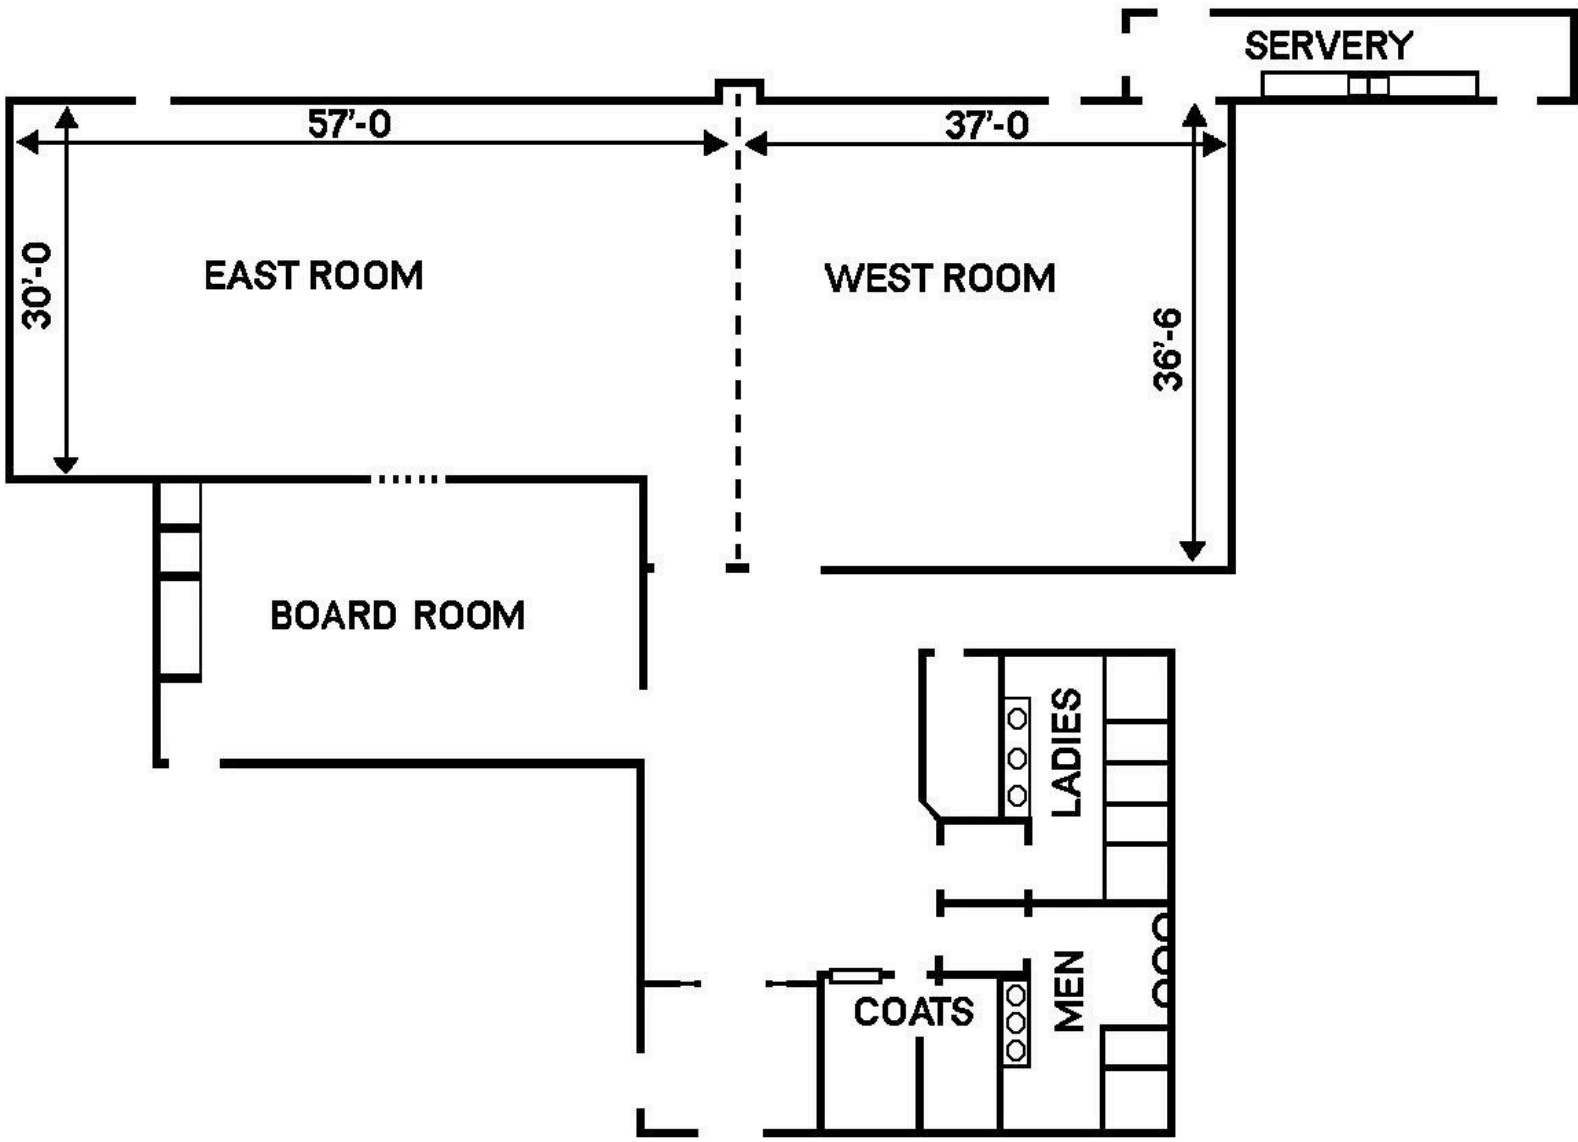 SERVERY
57'-0
37'-0
30'-0
EAST ROOM
WEST ROOM
36'-6
BOARD ROOM
LADIES
MEN
COATS